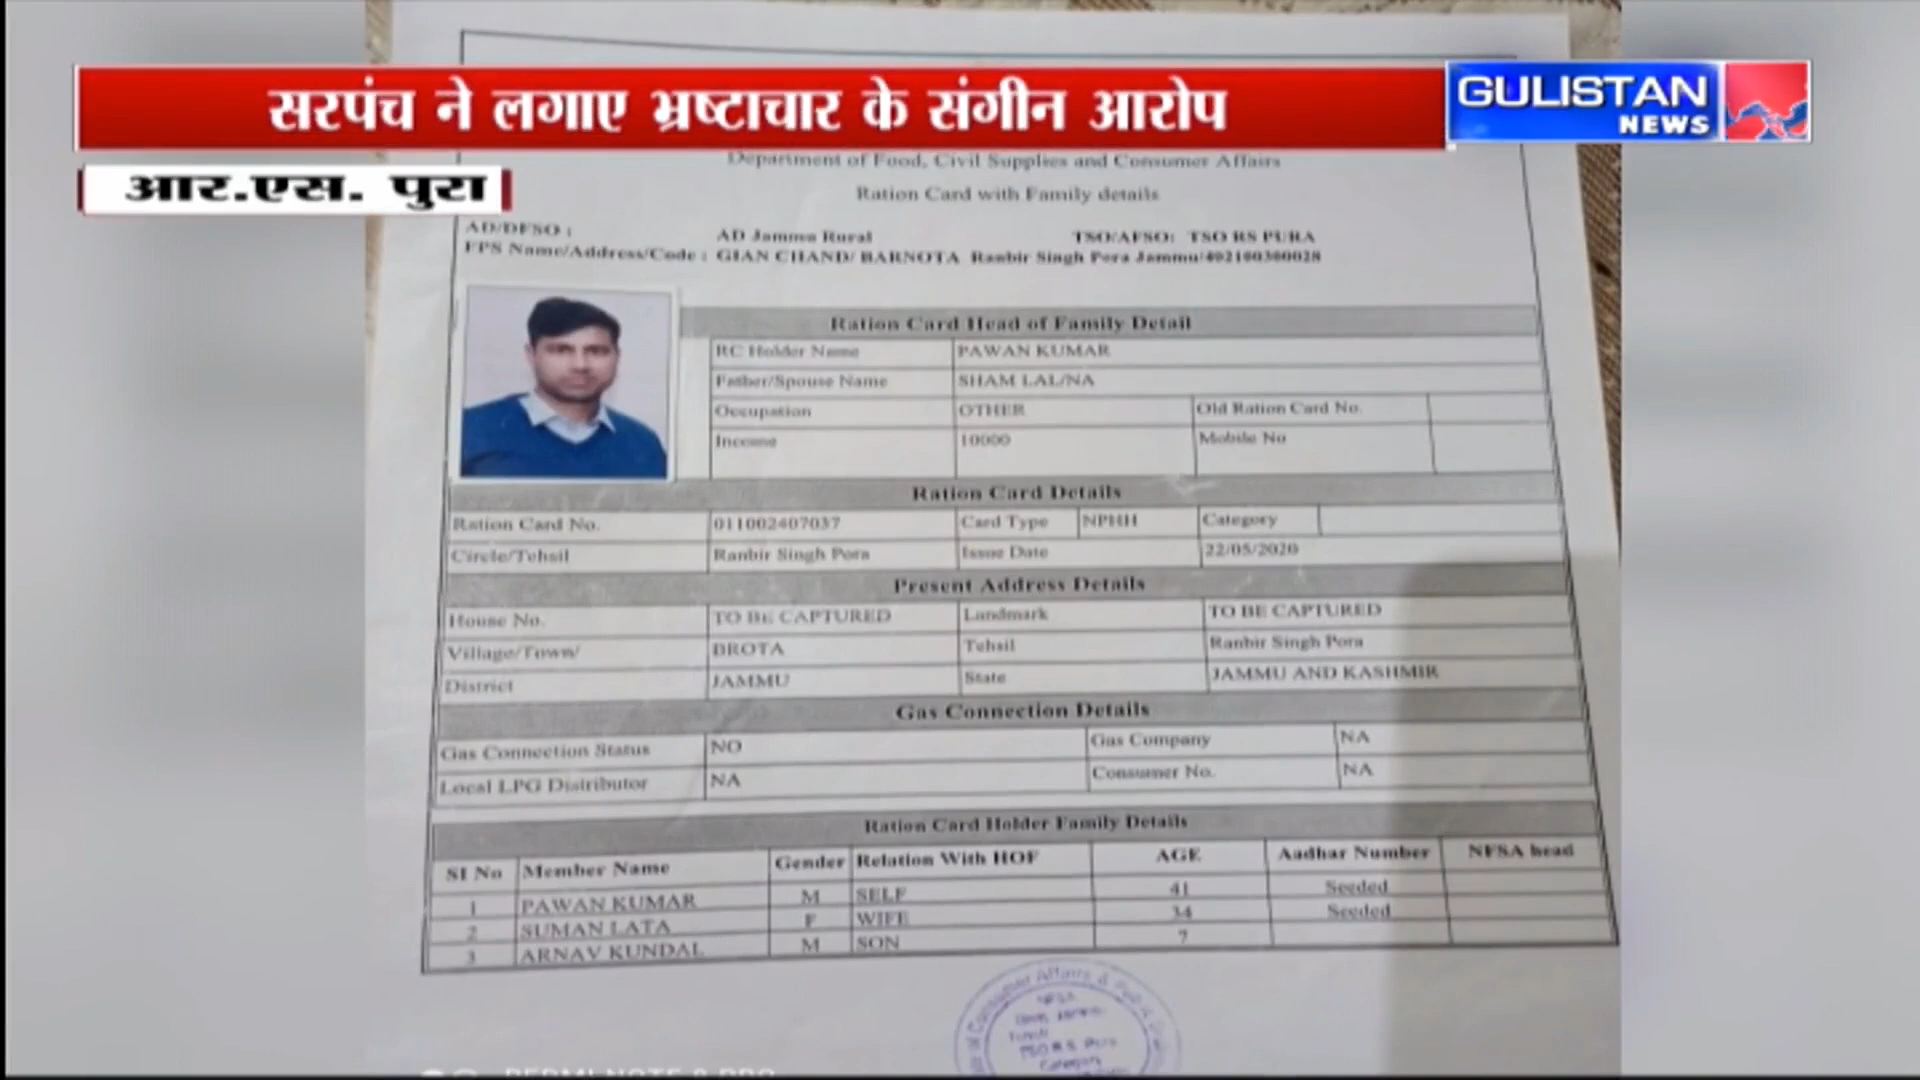 सरपंच ने लगाए भ्रष्टाचार के संगीन आरोप
GULISTAN
NEWS
आर.एस. पुरा
Department of Food, Civil Supplies and Consumer Affairs
Ration Card with Family details
AD/DFSO : AD Jammu Rural TSO/AFSO: TSO RS PURA
FPS Name/Address/Code : GIAN CHAND/ BARNOTA Ranbir Singh Pora Jammu/
Ration Card Head of Family Detail
RC Holder Name PAWAN KUMAR
Father/Spouse Name SHAM LAL/NA
Occupation OTHER Old Ration Card No.
Income 10000 Mobile No
Ration Card Details
Ration Card No. 011002407037 Card Type NPHH Category
Circle/Tehsil Ranbir Singh Pora Issue Date 22/05/2020
Present Address Details
House No. TO BE CAPTURED Landmark TO BE CAPTURED
Village/Town/ BROTA Tehsil Ranbir Singh Pora
District JAMMU State JAMMU AND KASHMIR
Gas Connection Details
Gas Connection Status NO Gas Company NA
Local LPG Distributor NA Consumer No. NA
Ration Card Holder Family Details
SI No Member Name Gender Relation With HOF AGE Aadhar Number NFSA head
1 PAWAN KUMAR M SELF 41 Seeded
2 SUMAN LATA F WIFE 34 Seeded
3 ARNAV KUNDAL M SON 7
Consumer Affairs &
NFSA
TSO R S Pura
Category